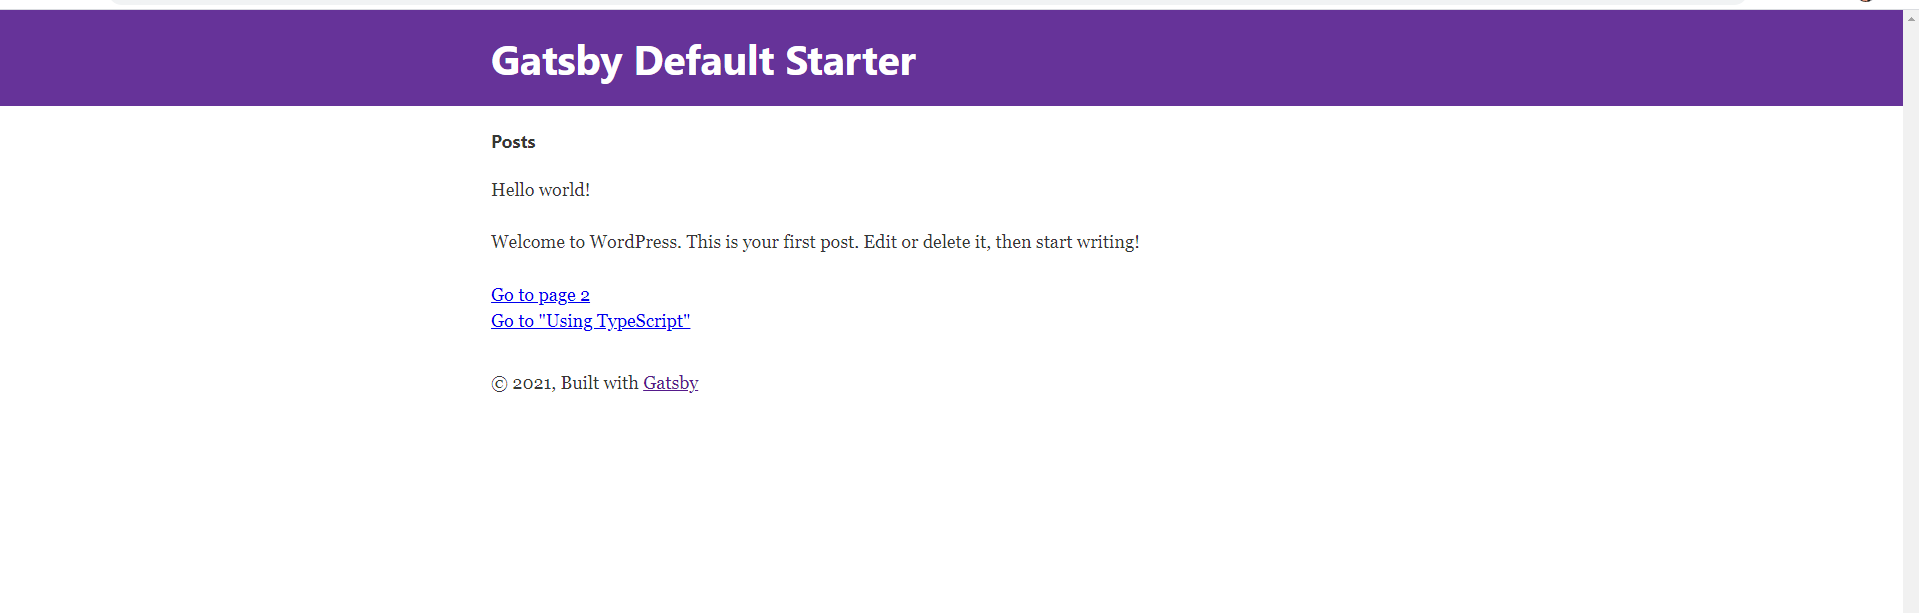 Gatsby Default Starter
Posts
Hello world!
Welcome to WordPress. This is your first post. Edit or delete it, then start writing!
Go to page 2
Go to "Using TypeScript"
© 2021, Built with Gatsby